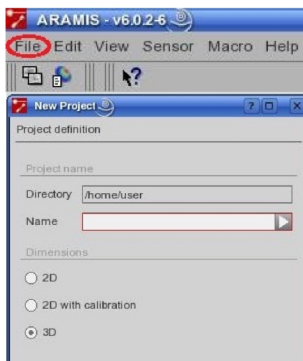 ARAMIS - v6.0.2-6
File Edit View Sensor Macro Help
New Project
Project definition
Project name
Directory /home/user
Name
Dimensions
2D
2D with calibration
3D